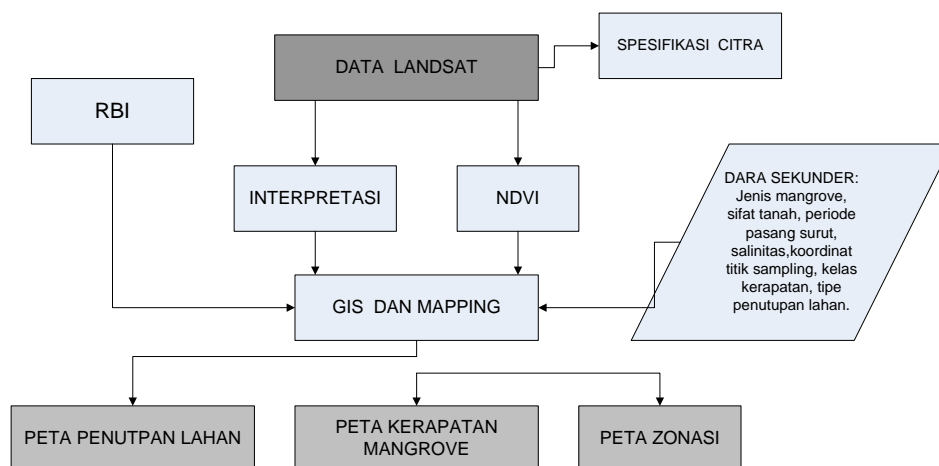 SPESIFIKASI CITRA
DATA LANDSAT
RBI
INTERPRETASI
NDVI
DARA SEKUNDER:
Jenis mangrove,
sifat tanah, periode
pasang surut,
salinitas,koordinat
titik sampling, kelas
kerapatan, tipe
penutupan lahan.
GIS DAN MAPPING
PETA PENUTPAN LAHAN
PETA KERAPATAN
MANGROVE
PETA ZONASI